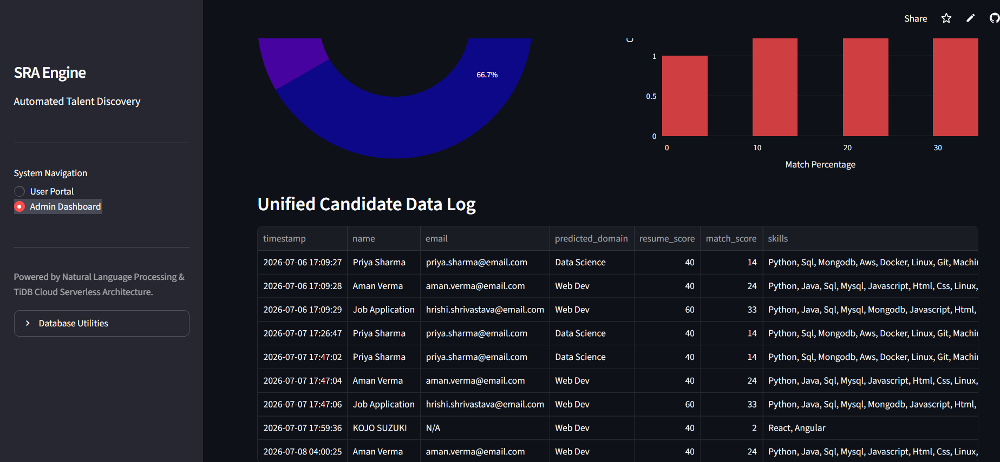 Share
SRA Engine
Automated Talent Discovery
System Navigation
User Portal
Admin Dashboard
Powered by Natural Language Processing &
TiDB Cloud Serverless Architecture.
Database Utilities
66.7%
1
0.5
0
0 10 20 30
Match Percentage
Unified Candidate Data Log
timestamp name email predicted_domain resume_score match_score skills
2026-07-06 17:09:27 Priya Sharma priya.sharma@email.com Data Science 40 14 Python, Sql, Mongodb, Aws, Docker, Linux, Git, Machi
2026-07-06 17:09:28 Aman Verma aman.verma@email.com Web Dev 40 24 Python, Java, Sql, Mysql, Javascript, Html, Css, Linux,
2026-07-06 17:09:29 Job Application hrishi.shrivastava@email.com Web Dev 60 33 Python, Java, Sql, Mysql, Mongodb, Javascript, Html,
2026-07-07 17:26:47 Priya Sharma priya.sharma@email.com Data Science 40 14 Python, Sql, Mongodb, Aws, Docker, Linux, Git, Machi
2026-07-07 17:47:02 Priya Sharma priya.sharma@email.com Data Science 40 14 Python, Sql, Mongodb, Aws, Docker, Linux, Git, Machi
2026-07-07 17:47:04 Aman Verma aman.verma@email.com Web Dev 40 24 Python, Java, Sql, Mysql, Javascript, Html, Css, Linux,
2026-07-07 17:47:06 Job Application hrishi.shrivastava@email.com Web Dev 60 33 Python, Java, Sql, Mysql, Mongodb, Javascript, Html,
2026-07-07 17:59:36 KOJO SUZUKI N/A Web Dev 40 2 React, Angular
2026-07-08 04:00:25 Aman Verma aman.verma@email.com Web Dev 40 24 Python, Java, Sql, Mysql, Javascript, Html, Css, Linux,